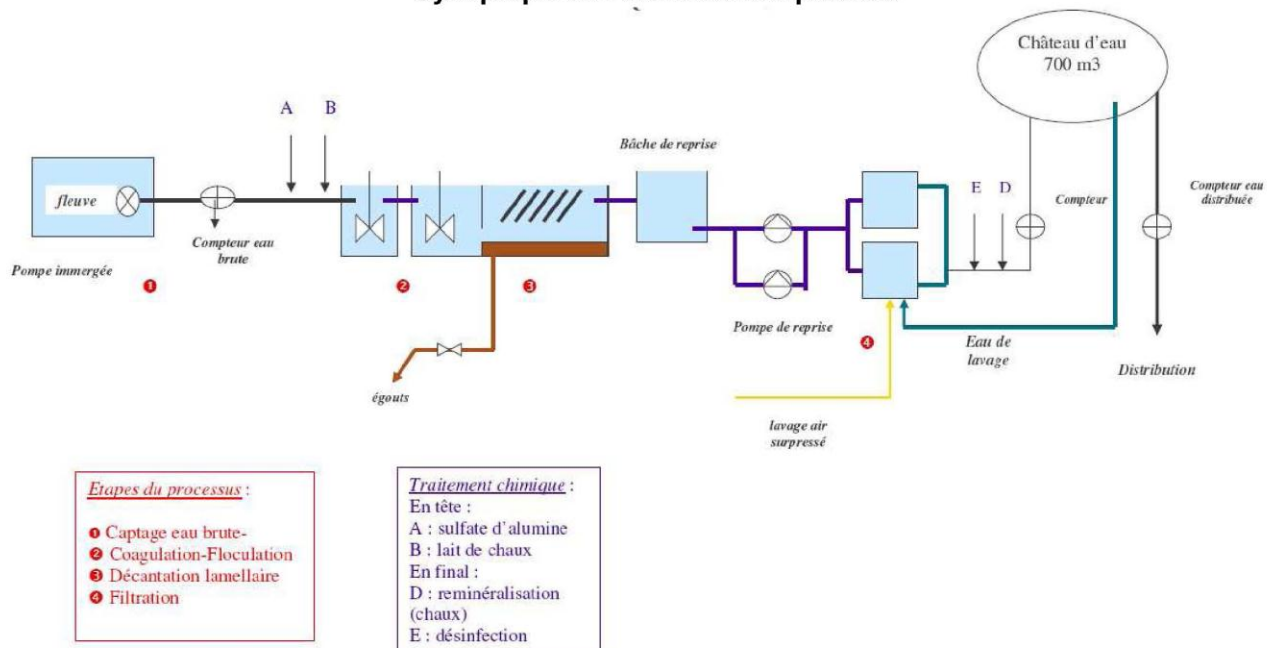 Château d'eau
700 m3
A B
Bâche de reprise
fleuve
E D
Compteur
Compteur eau
distribuée
Compteur eau
brute
Pompe immergée
❶
❷
❸
Pompe de reprise
❹
Eau de
lavage
Distribution
égouts
lavage air
surpressé
Etapes du processus :
❶ Captage eau brute-
❷ Coagulation-Floculation
❸ Décantation lamellaire
❹ Filtration
Traitement chimique :
En tête :
A : sulfate d'alumine
B : lait de chaux
En final :
D : reminéralisation
(chaux)
E : désinfection